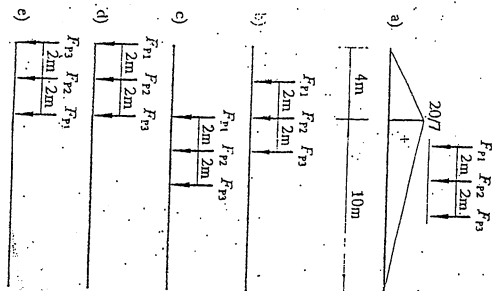 F_P1 F_P2 F_P3
2m 2m
20/7
a) +
4m 10m
F_P1 F_P2 F_P3
b) 2m 2m
F_P1 F_P2 F_P3
c) 2m 2m
F_P1 F_P2 F_P3
d) 2m 2m
F_P3 F_P2 F_P1
e) 2m 2m